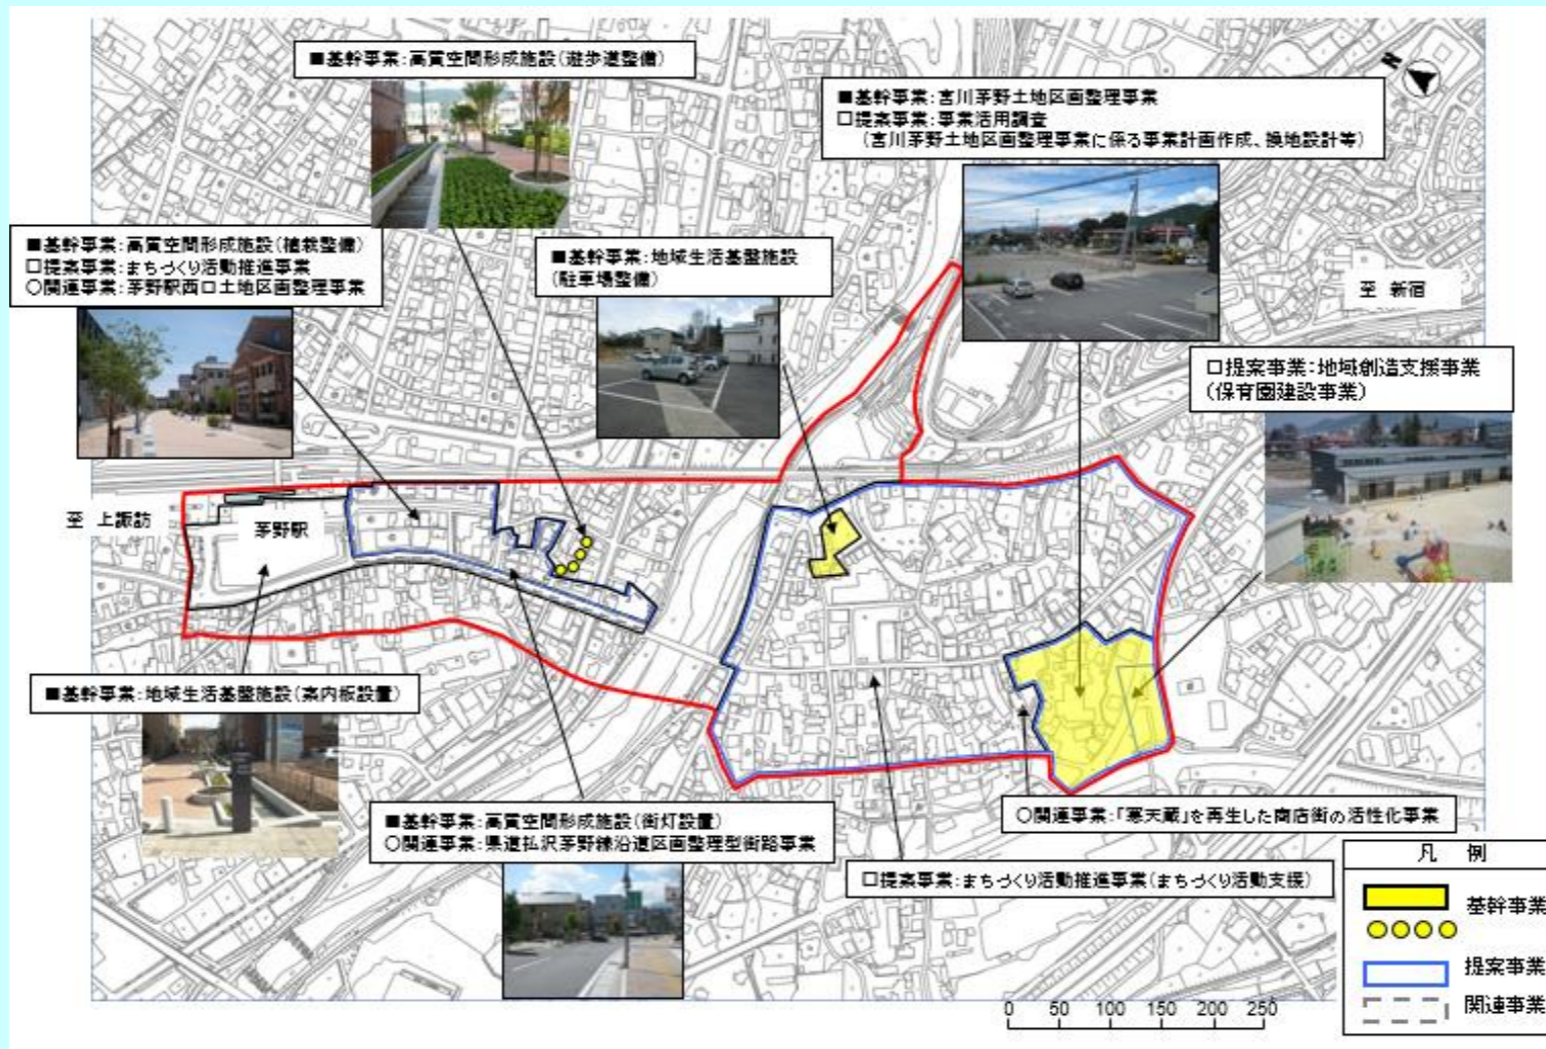 ■基幹事業:高質空間形成施設(遊歩道整備)
N
■基幹事業:宮川茅野土地区画整理事業
□提案事業:事業活用調査
(宮川茅野土地区画整理事業に係る事業計画作成、換地設計等)
■基幹事業:高質空間形成施設(植栽整備)
□提案事業:まちづくり活動推進事業
○関連事業:茅野駅西口土地区画整理事業
■基幹事業:地域生活基盤施設
(駐車場整備)
至 新宿
□提案事業:地域創造支援事業
(保育園建設事業)
至 上諏訪
茅野駅
■基幹事業:地域生活基盤施設(案内板設置)
■基幹事業:高質空間形成施設(街灯設置)
○関連事業:県道払沢茅野線沿道区画整理型街路事業
○関連事業:「寒天蔵」を再生した商店街の活性化事業
□提案事業:まちづくり活動推進事業(まちづくり活動支援)
凡 例
基幹事業
提案事業
関連事業
0 50 100 150 200 250